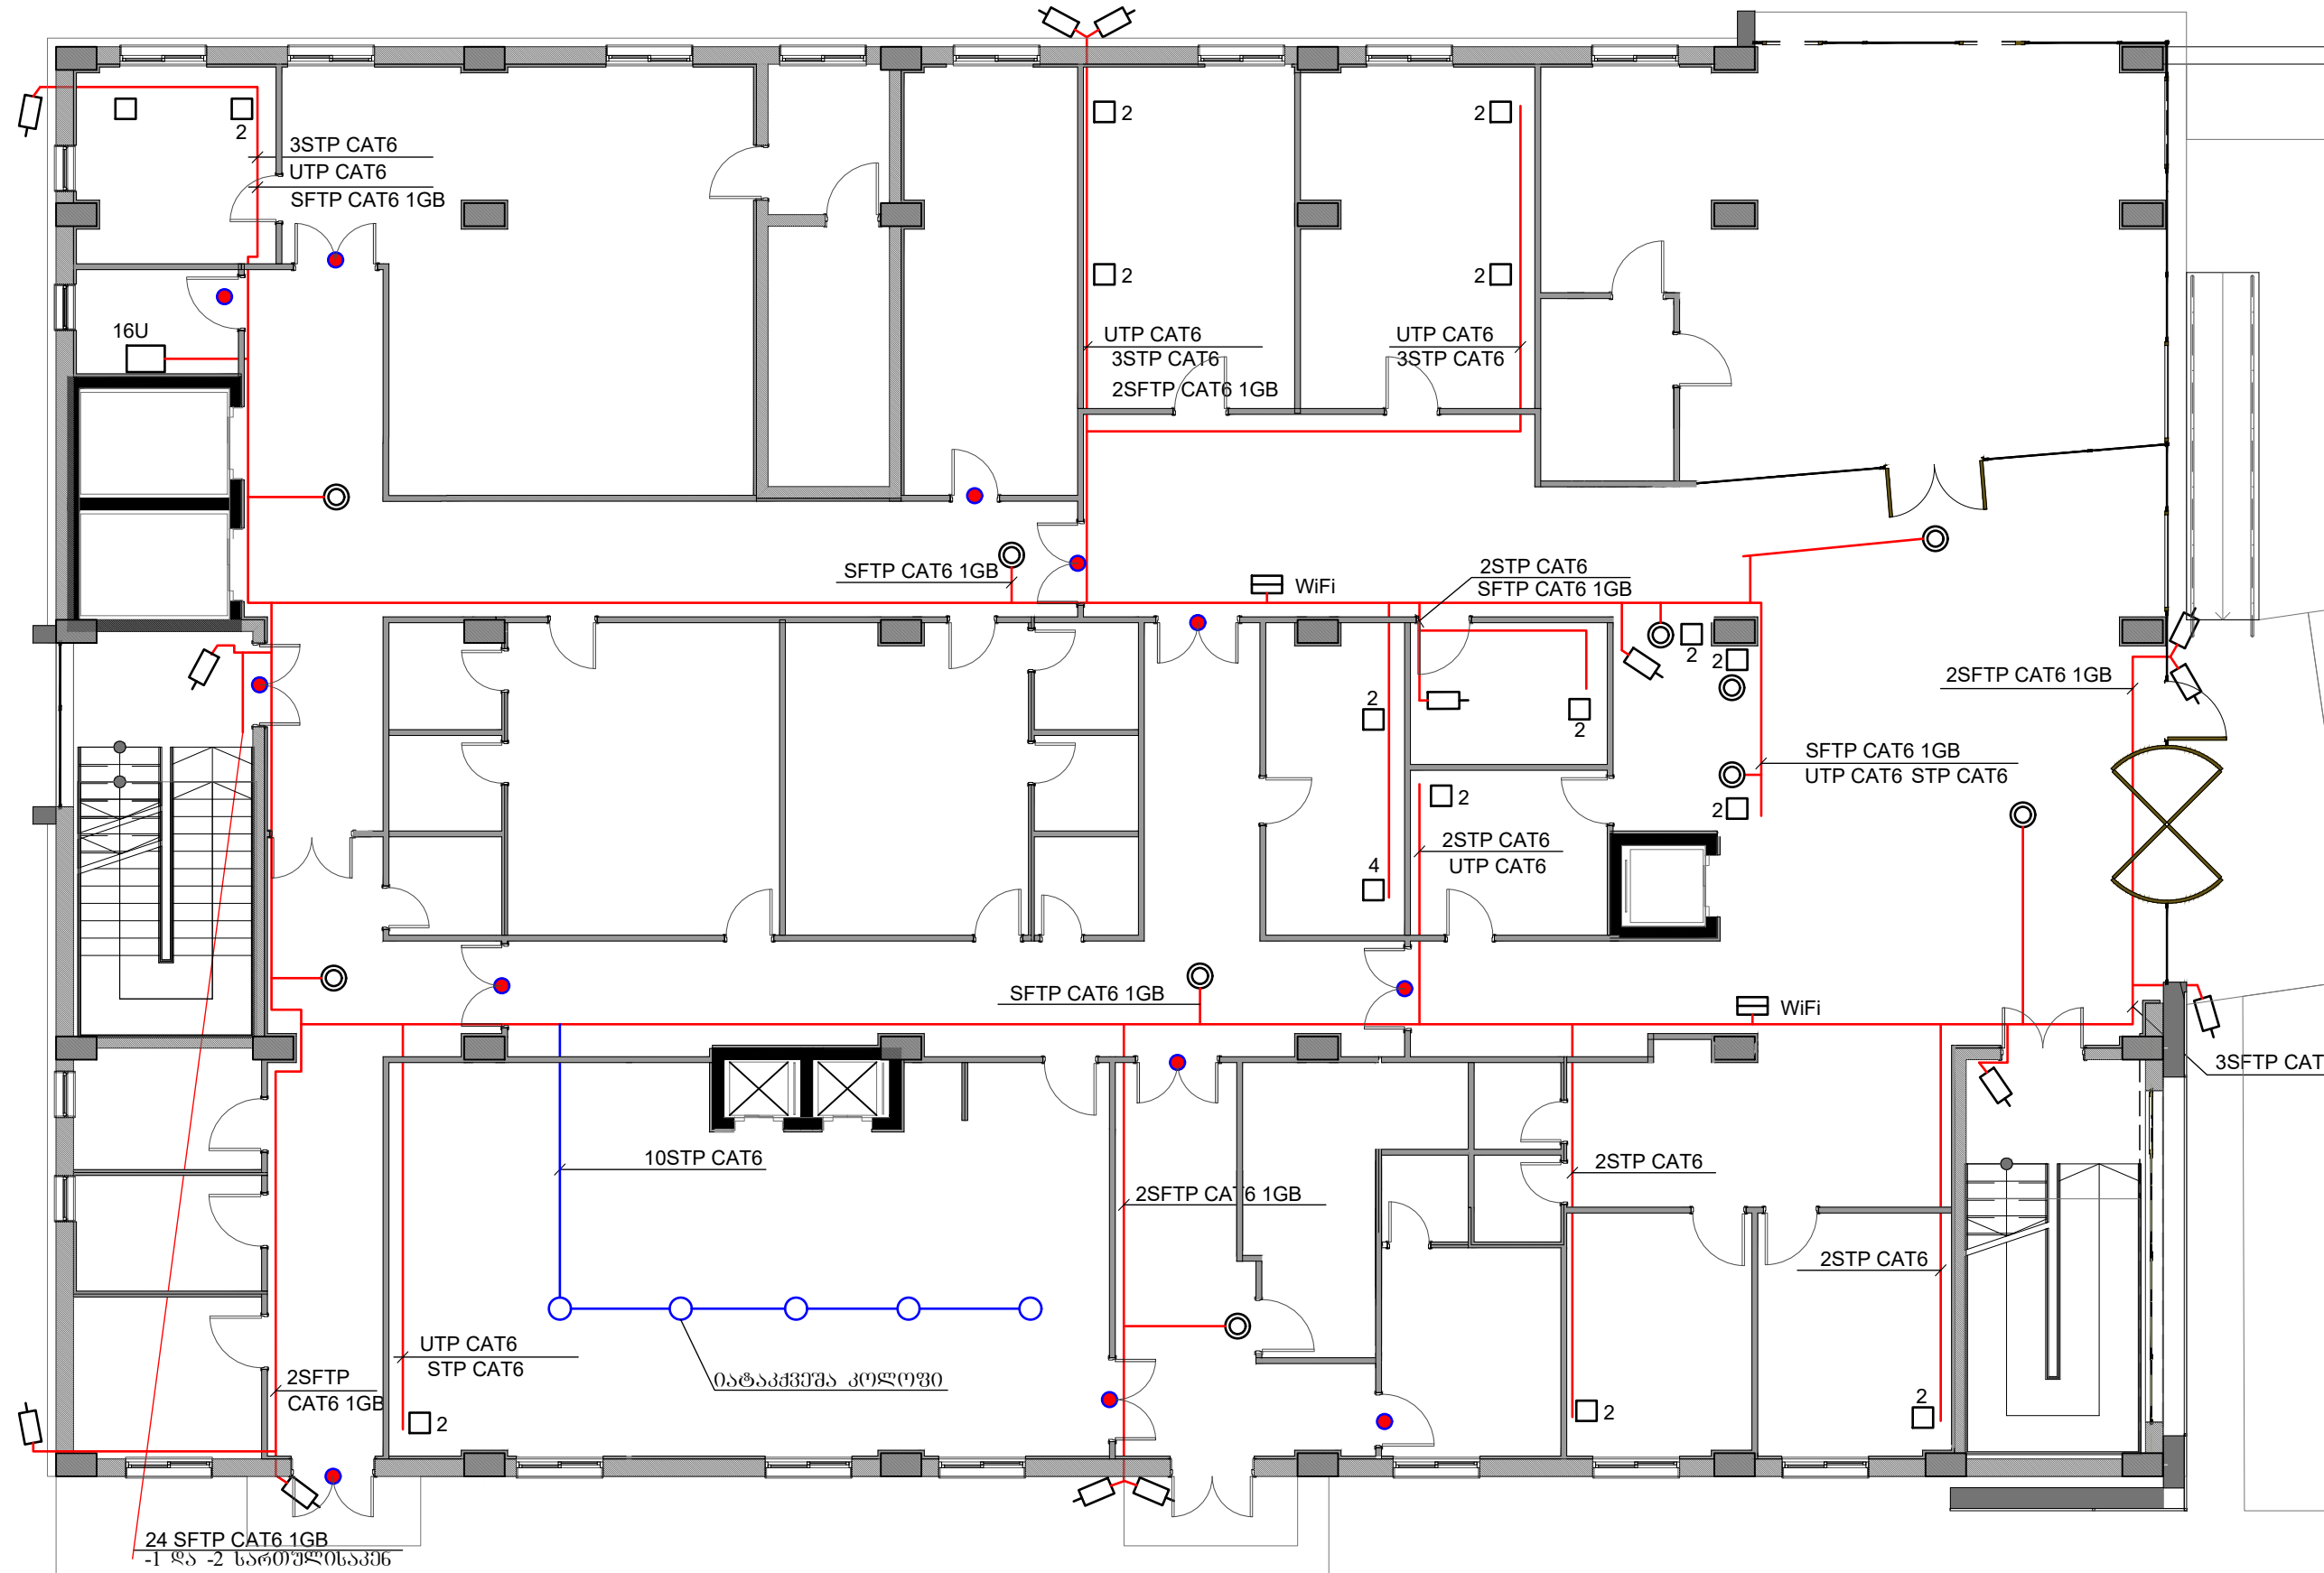 2
2
2
3STP CAT6
UTP CAT6
SFTP CAT6 1GB
2
2
16U
UTP CAT6
3STP CAT6
2SFTP CAT6 1GB
UTP CAT6
3STP CAT6
SFTP CAT6 1GB
WiFi
2STP CAT6
SFTP CAT6 1GB
2
2
2SFTP CAT6 1GB
2
2
SFTP CAT6 1GB
UTP CAT6 STP CAT6
2
2
2STP CAT6
UTP CAT6
4
SFTP CAT6 1GB
WiFi
3SFTP CAT
10STP CAT6
2STP CAT6
2SFTP CAT6 1GB
2STP CAT6
UTP CAT6
STP CAT6
იატაკქვეშა კოლოფი
2SFTP
CAT6 1GB
2
2
2
24 SFTP CAT6 1GB
-1 და -2 სართულისაკენ